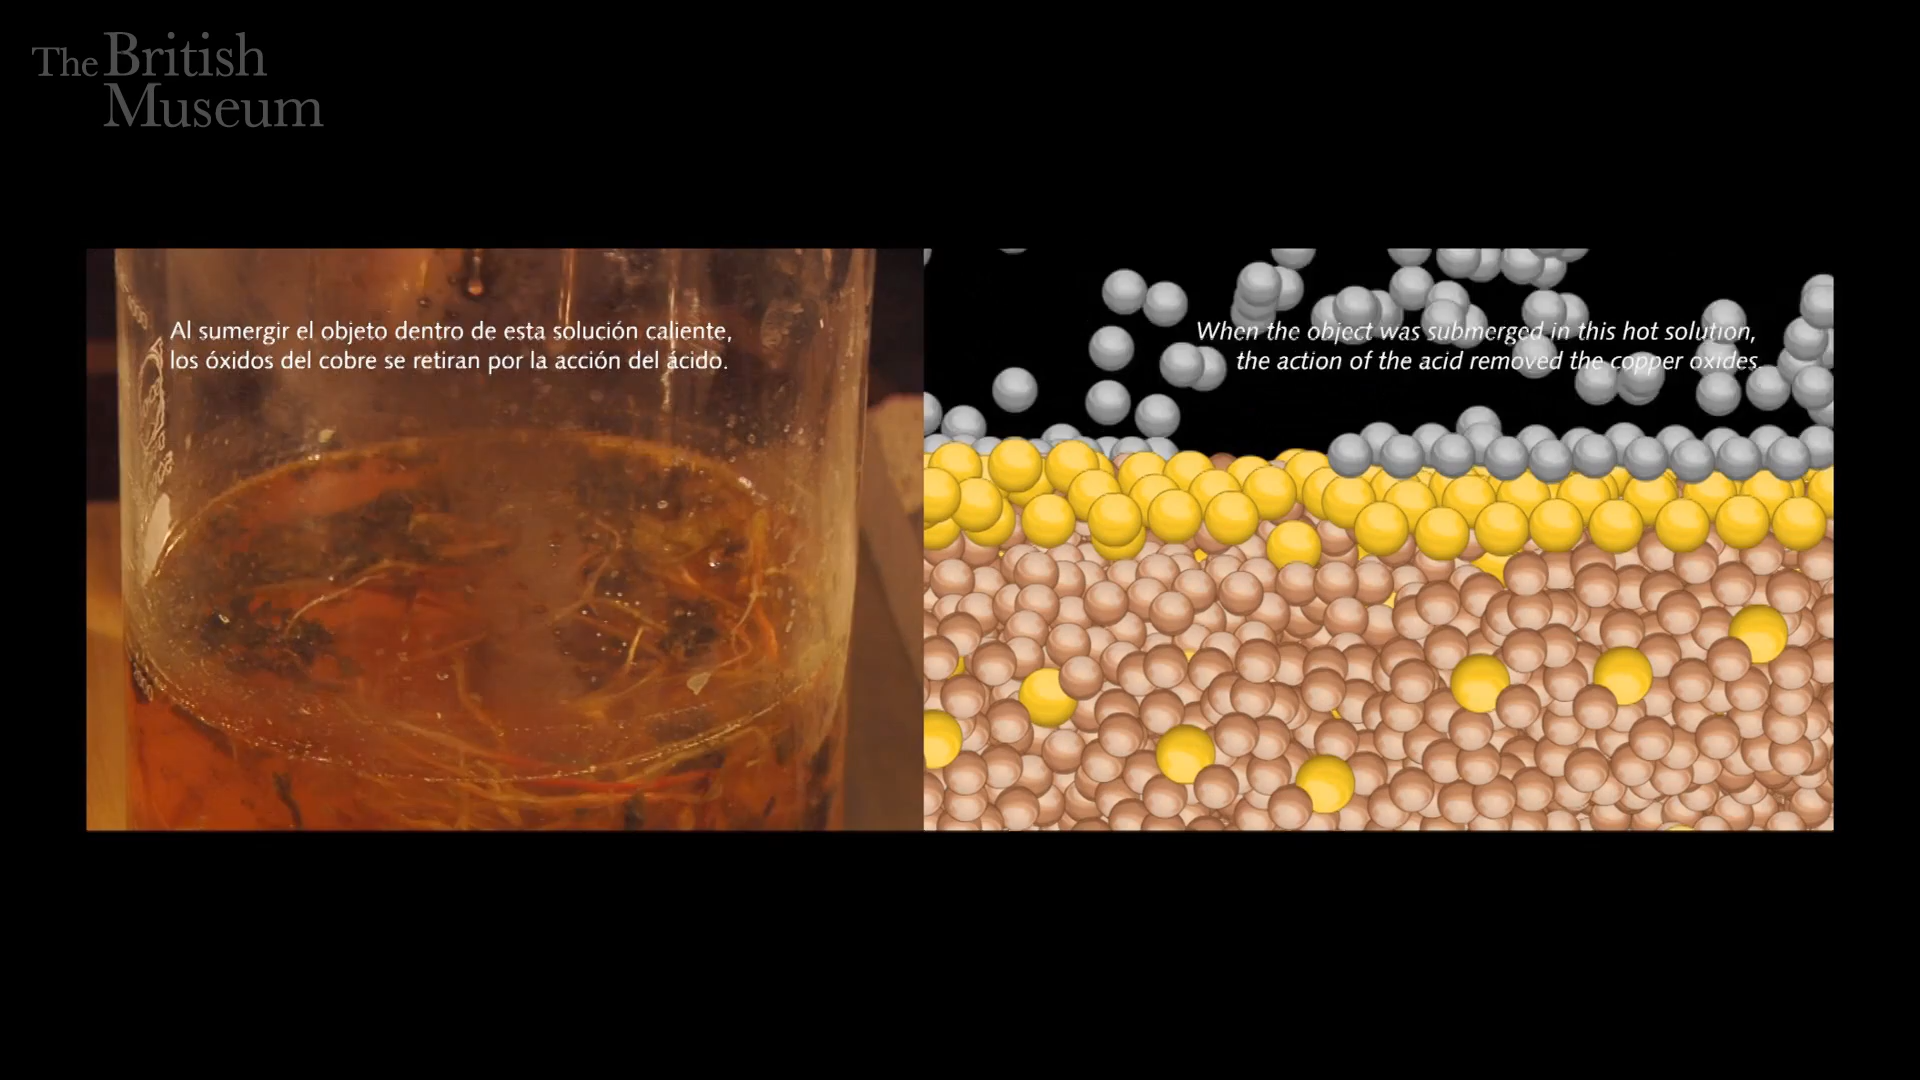 The British
Museum
Al sumergir el objeto dentro de esta solución caliente,
los óxidos del cobre se retiran por la acción del ácido.
When the object was submerged in this hot solution,
the action of the acid removed the copper oxides.